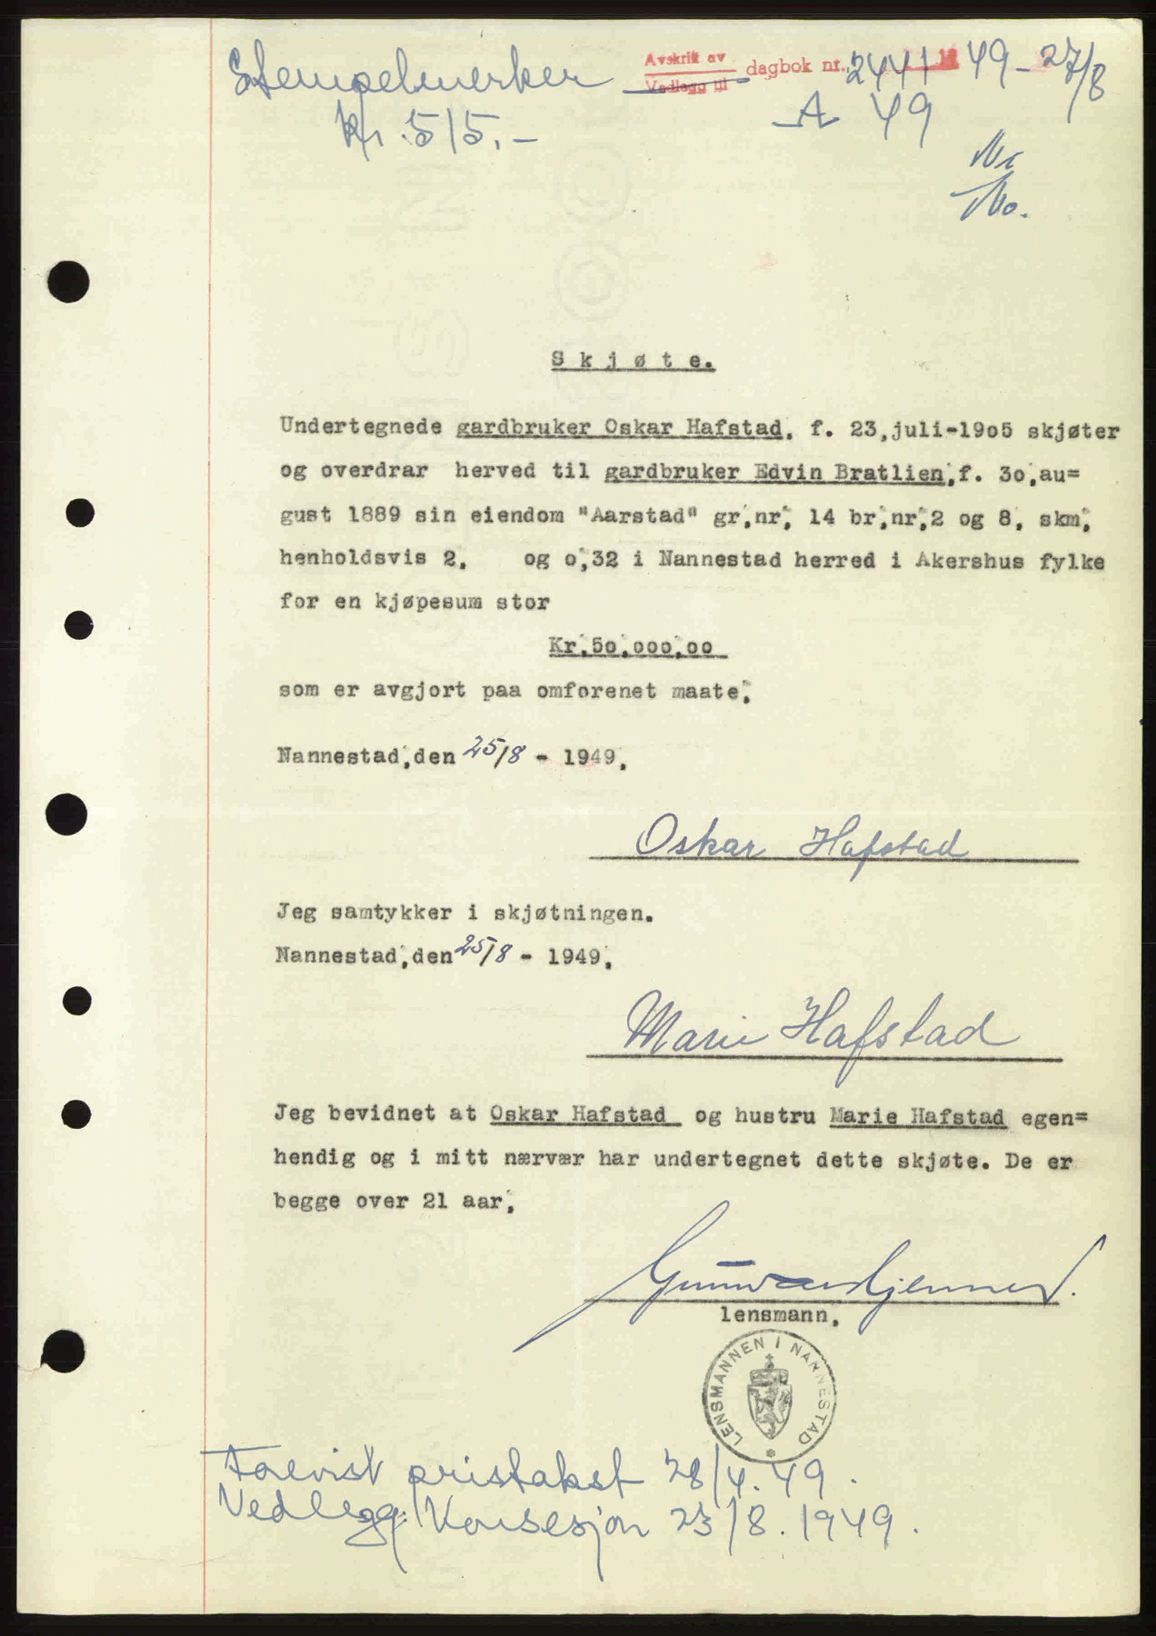 Stempelmerker
Kr. 515.-
Avskrift av
Vedlegg til
dagbok nr. 2441 1949 - 27/8
A 49
No.
Skjøte.
Undertegnede gardbruker Oskar Hafstad, f. 23,juli-1905 skjøter
og overdrar herved til gardbruker Edvin Bratlien,f. 30,au=
gust 1889 sin eiendom "Aarstad" gr,nr, 14 br,nr,2 og 8, skm,
henholdsvis 2, og 0,32 i Nannestad herred i Akershus fylke
for en kjøpesum stor
Kr,50,000,00
som er avgjort paa omforenet maate,
Nannestad,den 25/8 - 1949,
Oskar Hafstad
Jeg samtykker i skjøtningen.
Nannestad,den 25/8 - 1949,
Marie Hafstad
Jeg bevidnet at Oskar Hafstad og hustru Marie Hafstad egen=
hendig og i mitt nærvær har undertegnet dette skjøte. De er
begge over 21 aar,
lensmann,
LENSMANNEN I NANNESTAD
Forevist pristakst 28/4.49.
Vedlegg: Konsesjon 23/8.1949.